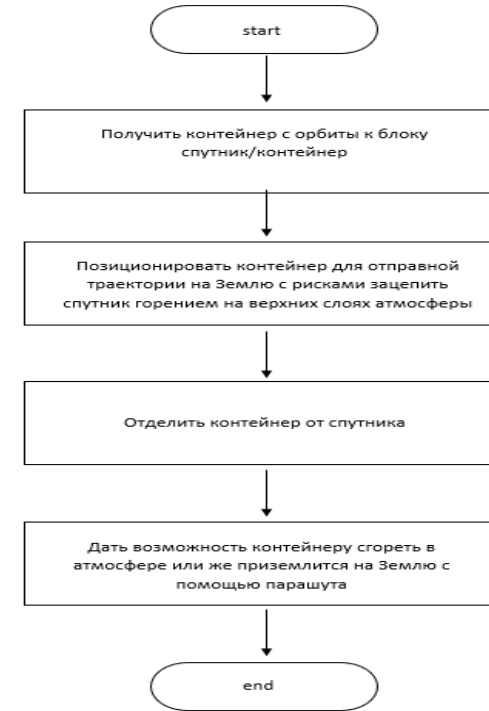 start
Получить контейнер с орбиты к блоку
спутник/контейнер
Позиционировать контейнер для отправной
траектории на Землю с рисками зацепить
спутник горением на верхних слоях атмосферы
Отделить контейнер от спутника
Дать возможность контейнеру сгореть в
атмосфере или же приземлится на Землю с
помощью парашута
end